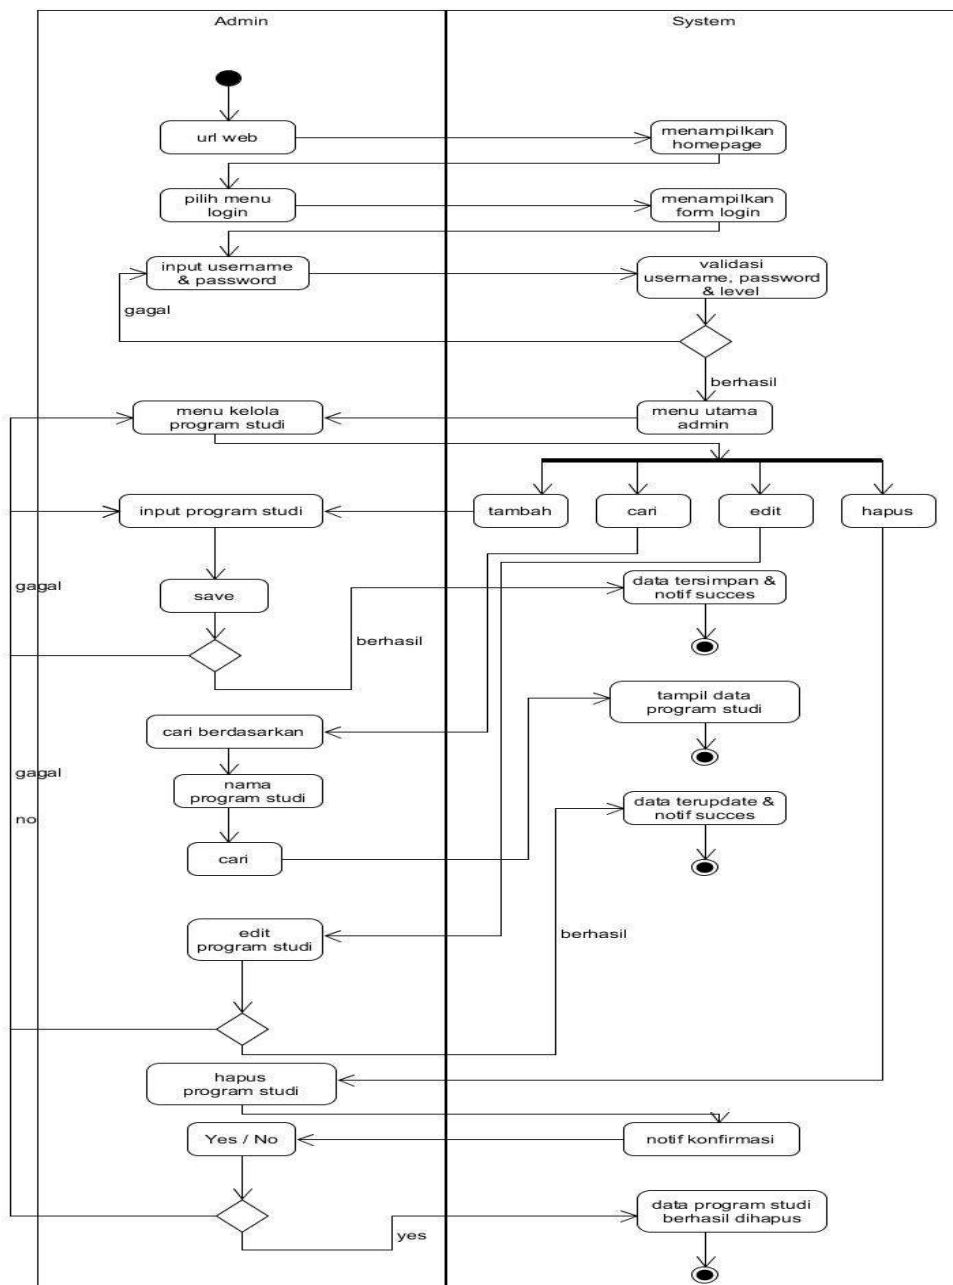 Admin
System
url web
menampilkan
homepage
pilih menu
login
menampilkan
form login
input username
& password
validasi
username, password
& level
gagal
berhasil
menu kelola
program studi
menu utama
admin
input program studi
tambah
cari
edit
hapus
gagal
save
data tersimpan &
notif succes
berhasil
tampil data
program studi
cari berdasarkan
gagal
nama
program studi
data terupdate &
notif succes
no
cari
edit
program studi
berhasil
hapus
program studi
Yes / No
notif konfirmasi
data program studi
berhasil dihapus
yes